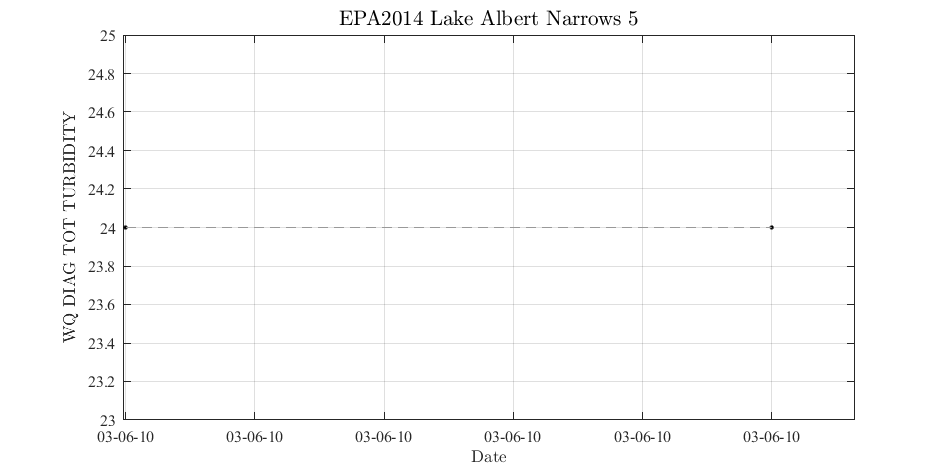 EPA2014 Lake Albert Narrows 5
25
24.8
24.6
24.4
24.2
24
23.8
23.6
23.4
23.2
23
WQ DIAG TOT TURBIDITY
03-06-10 03-06-10 03-06-10 03-06-10 03-06-10 03-06-10
Date